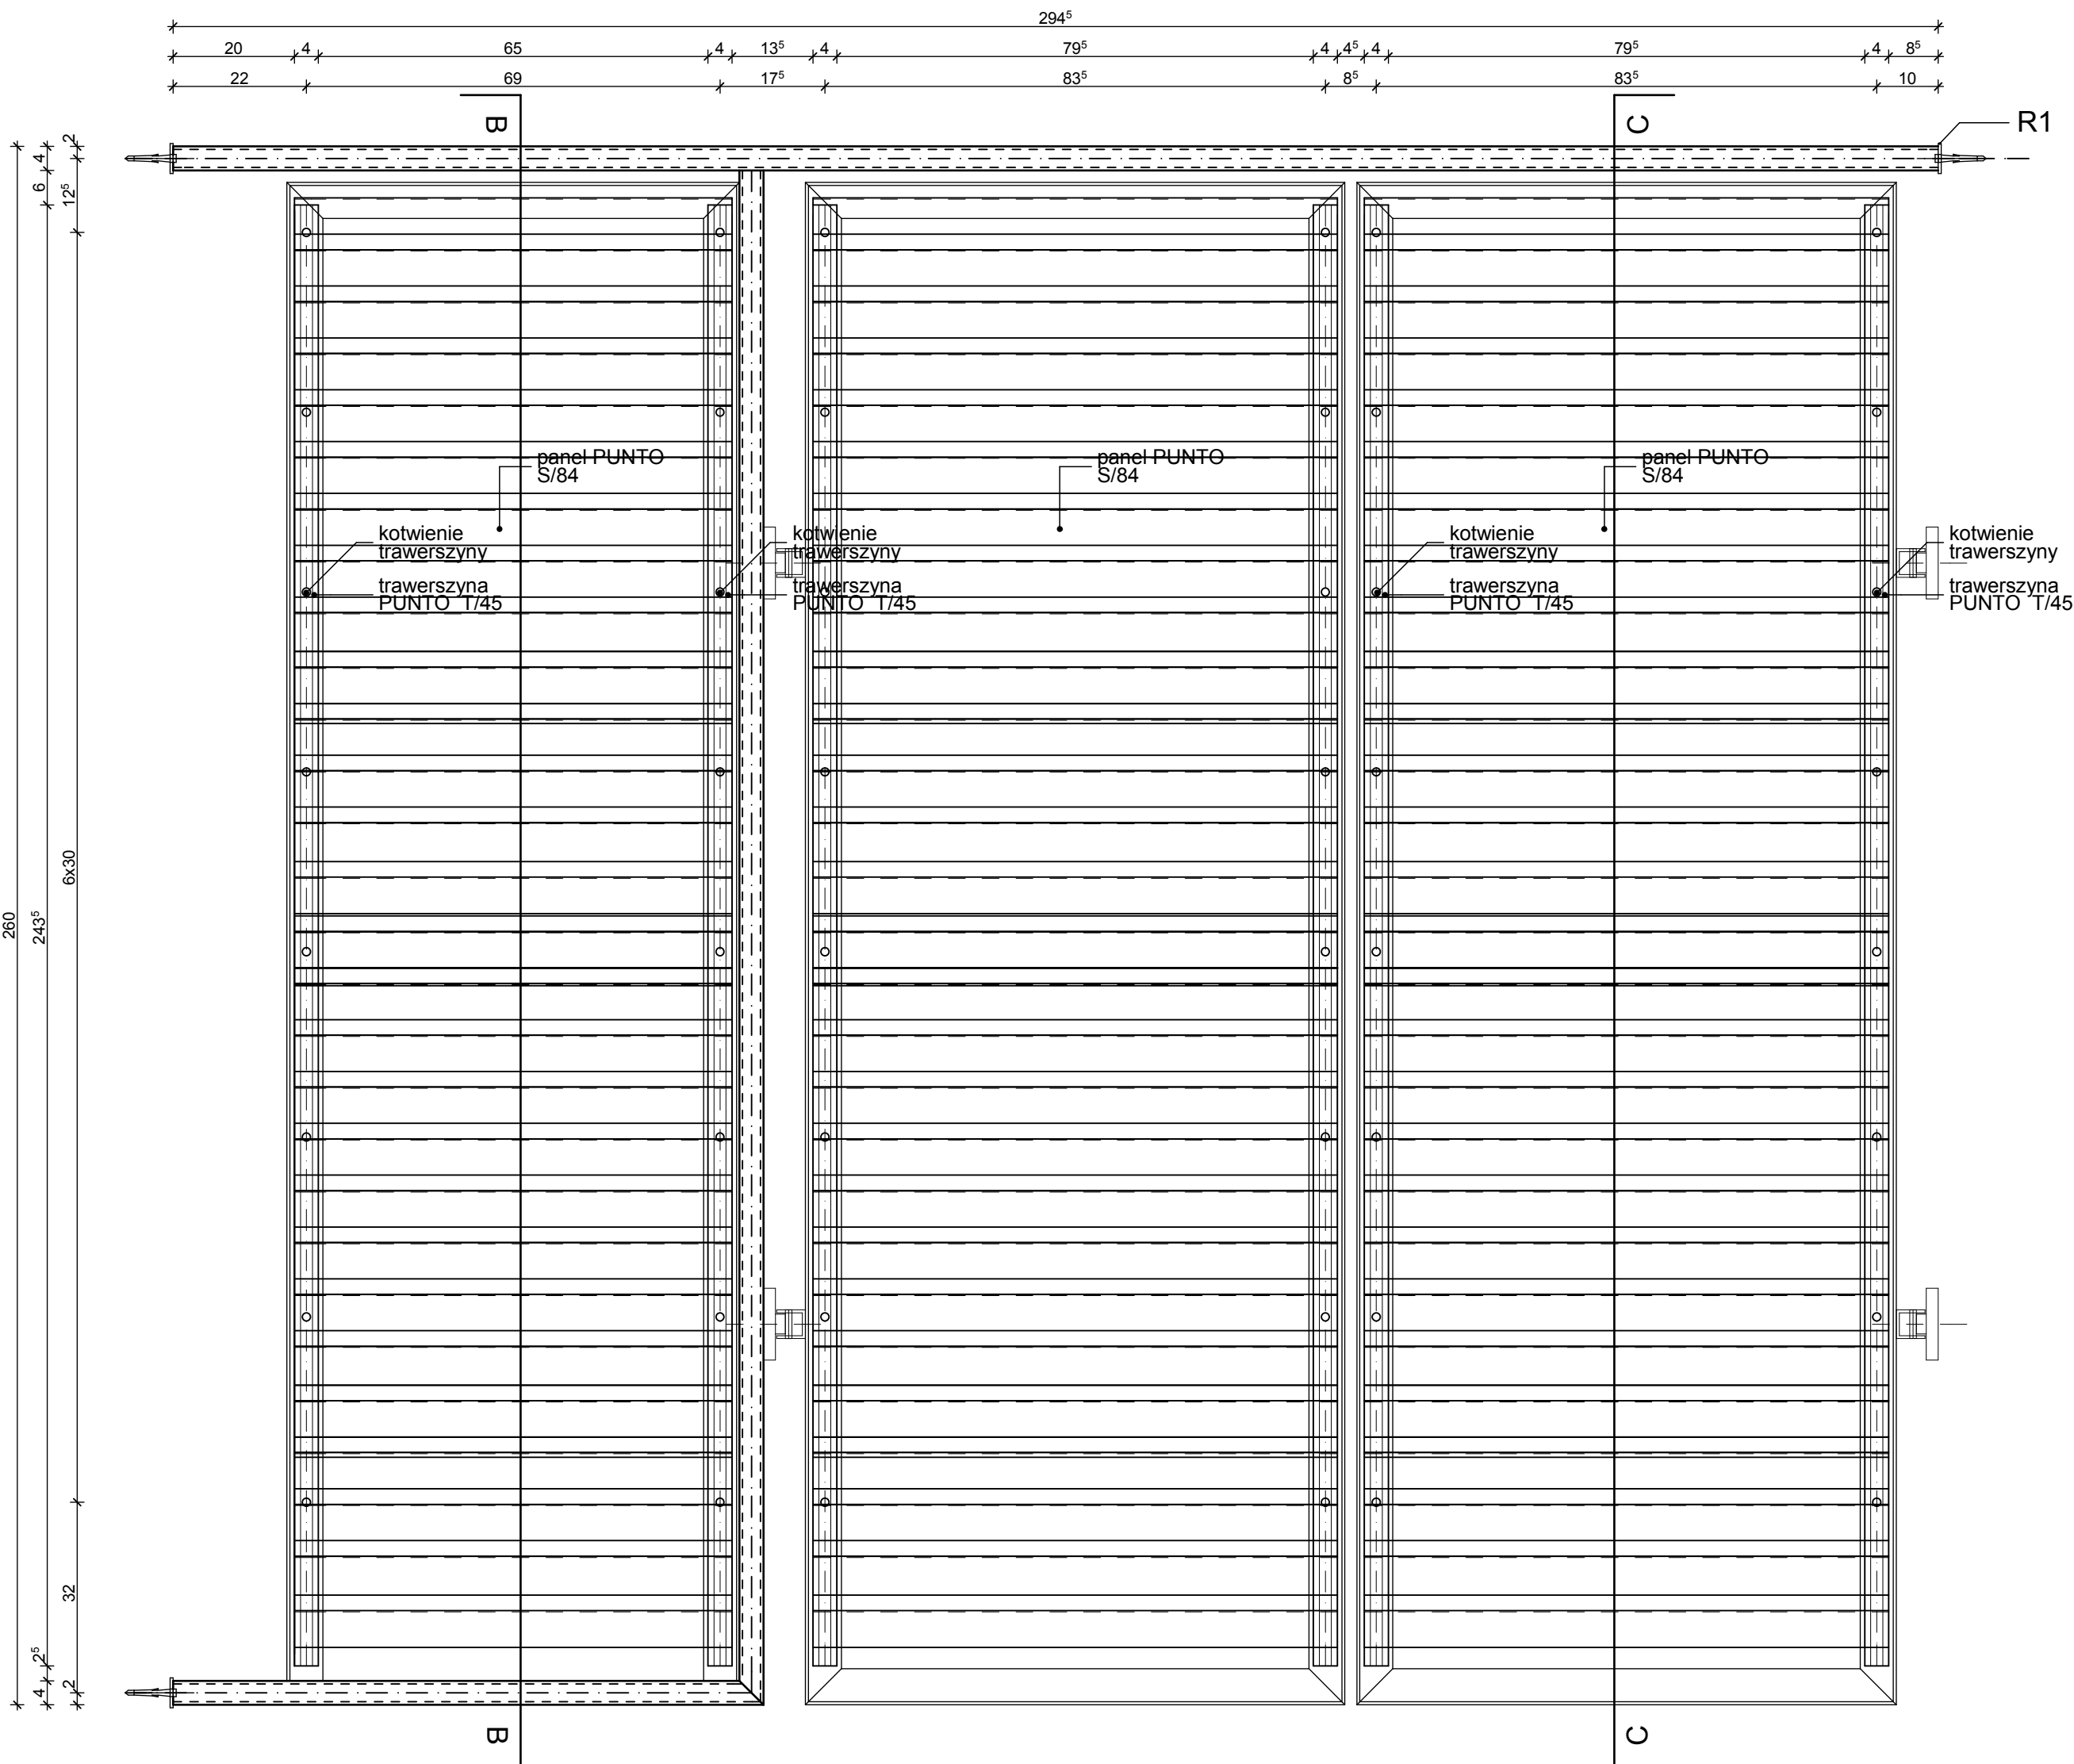 294⁵
20 4 65 4 13⁵ 4 79⁵ 4 4⁵ 4 79⁵ 4 8⁵
22 69 17⁵ 83⁵ 8⁵ 83⁵ 10
B
C
R1
2
4
6
12⁵
panel PUNTO
S/84
panel PUNTO
S/84
panel PUNTO
S/84
kotwienie
trawerszyny
trawerszyna
PUNTO T/45
kotwienie
trawerszyny
trawerszyna
PUNTO T/45
kotwienie
trawerszyny
trawerszyna
PUNTO T/45
kotwienie
trawerszyny
trawerszyna
PUNTO T/45
6x30
260
243⁵
32
2⁵
2
4
B
C